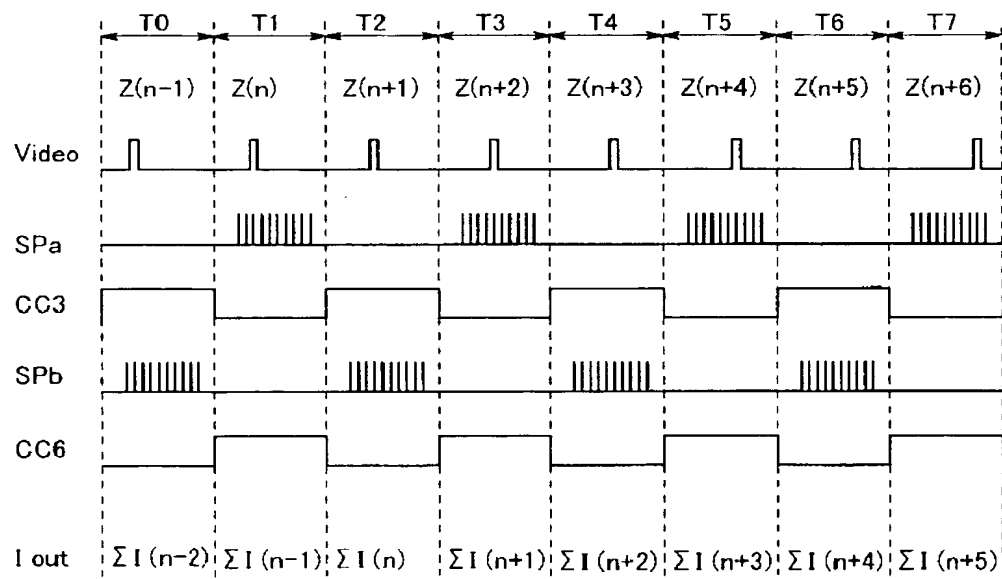 T0 T1 T2 T3 T4 T5 T6 T7
Z(n-1) Z(n) Z(n+1) Z(n+2) Z(n+3) Z(n+4) Z(n+5) Z(n+6)
Video
SPa
CC3
SPb
CC6
I out ΣI(n-2) ΣI(n-1) ΣI(n) ΣI(n+1) ΣI(n+2) ΣI(n+3) ΣI(n+4) ΣI(n+5)